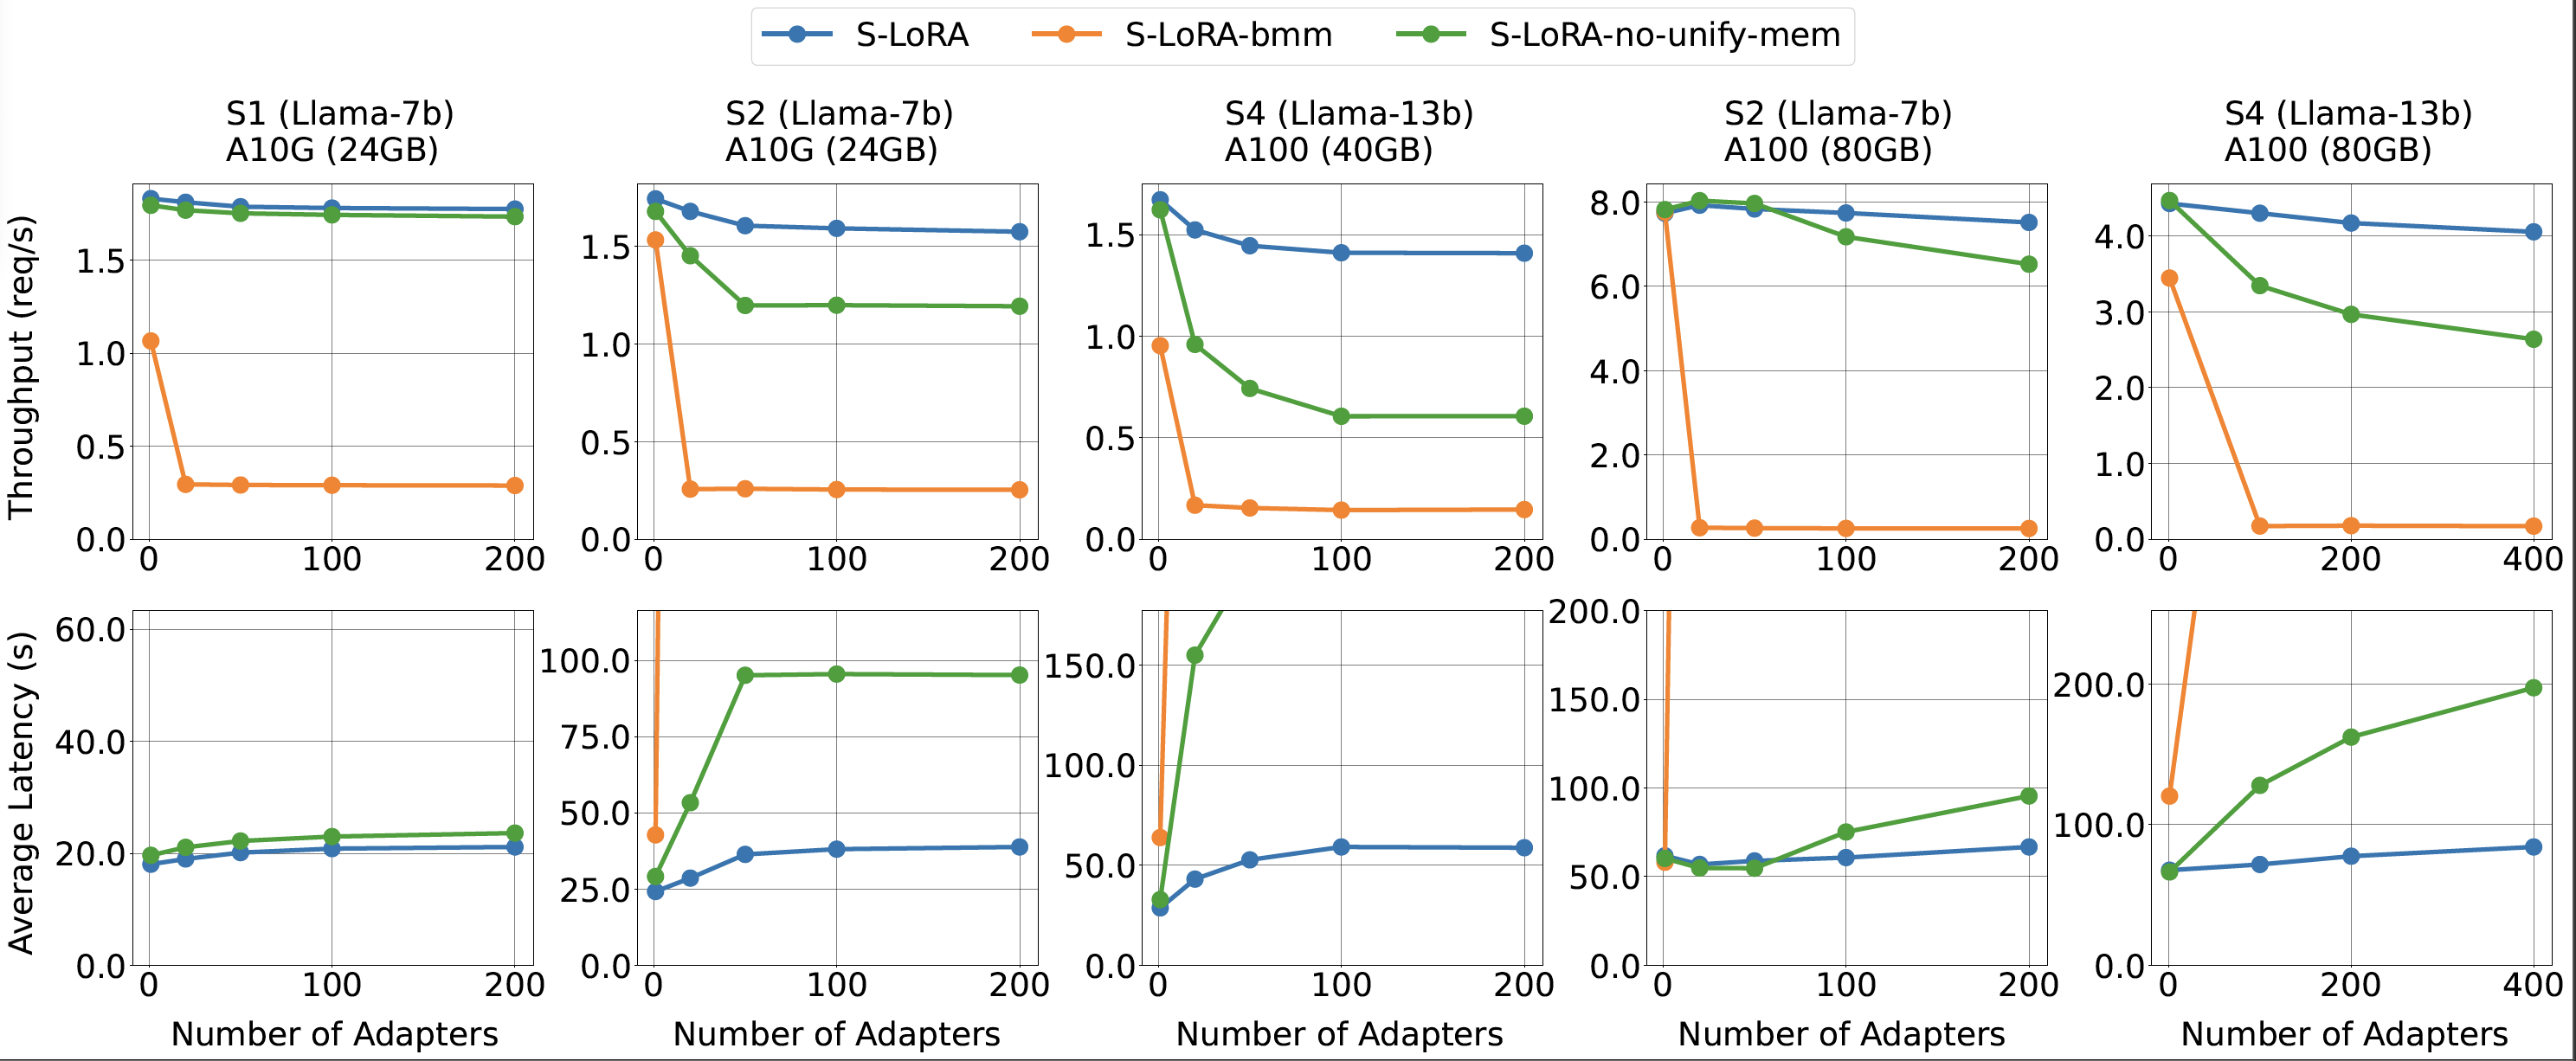 S-LoRA S-LoRA-bmm S-LoRA-no-unify-mem
S1 (Llama-7b)
A10G (24GB)
S2 (Llama-7b)
A10G (24GB)
S4 (Llama-13b)
A100 (40GB)
S2 (Llama-7b)
A100 (80GB)
S4 (Llama-13b)
A100 (80GB)
Throughput (req/s)
1.5
1.0
0.5
0.0
0 100 200
1.5
1.0
0.5
0.0
0 100 200
1.5
1.0
0.5
0.0
0 100 200
8.0
6.0
4.0
2.0
0.0
0 100 200
4.0
3.0
2.0
1.0
0.0
0 200 400
Average Latency (s)
60.0
40.0
20.0
0.0
0 100 200
Number of Adapters
100.0
75.0
50.0
25.0
0.0
0 100 200
Number of Adapters
150.0
100.0
50.0
0.0
0 100 200
Number of Adapters
200.0
150.0
100.0
50.0
0.0
0 100 200
Number of Adapters
200.0
100.0
0.0
0 200 400
Number of Adapters